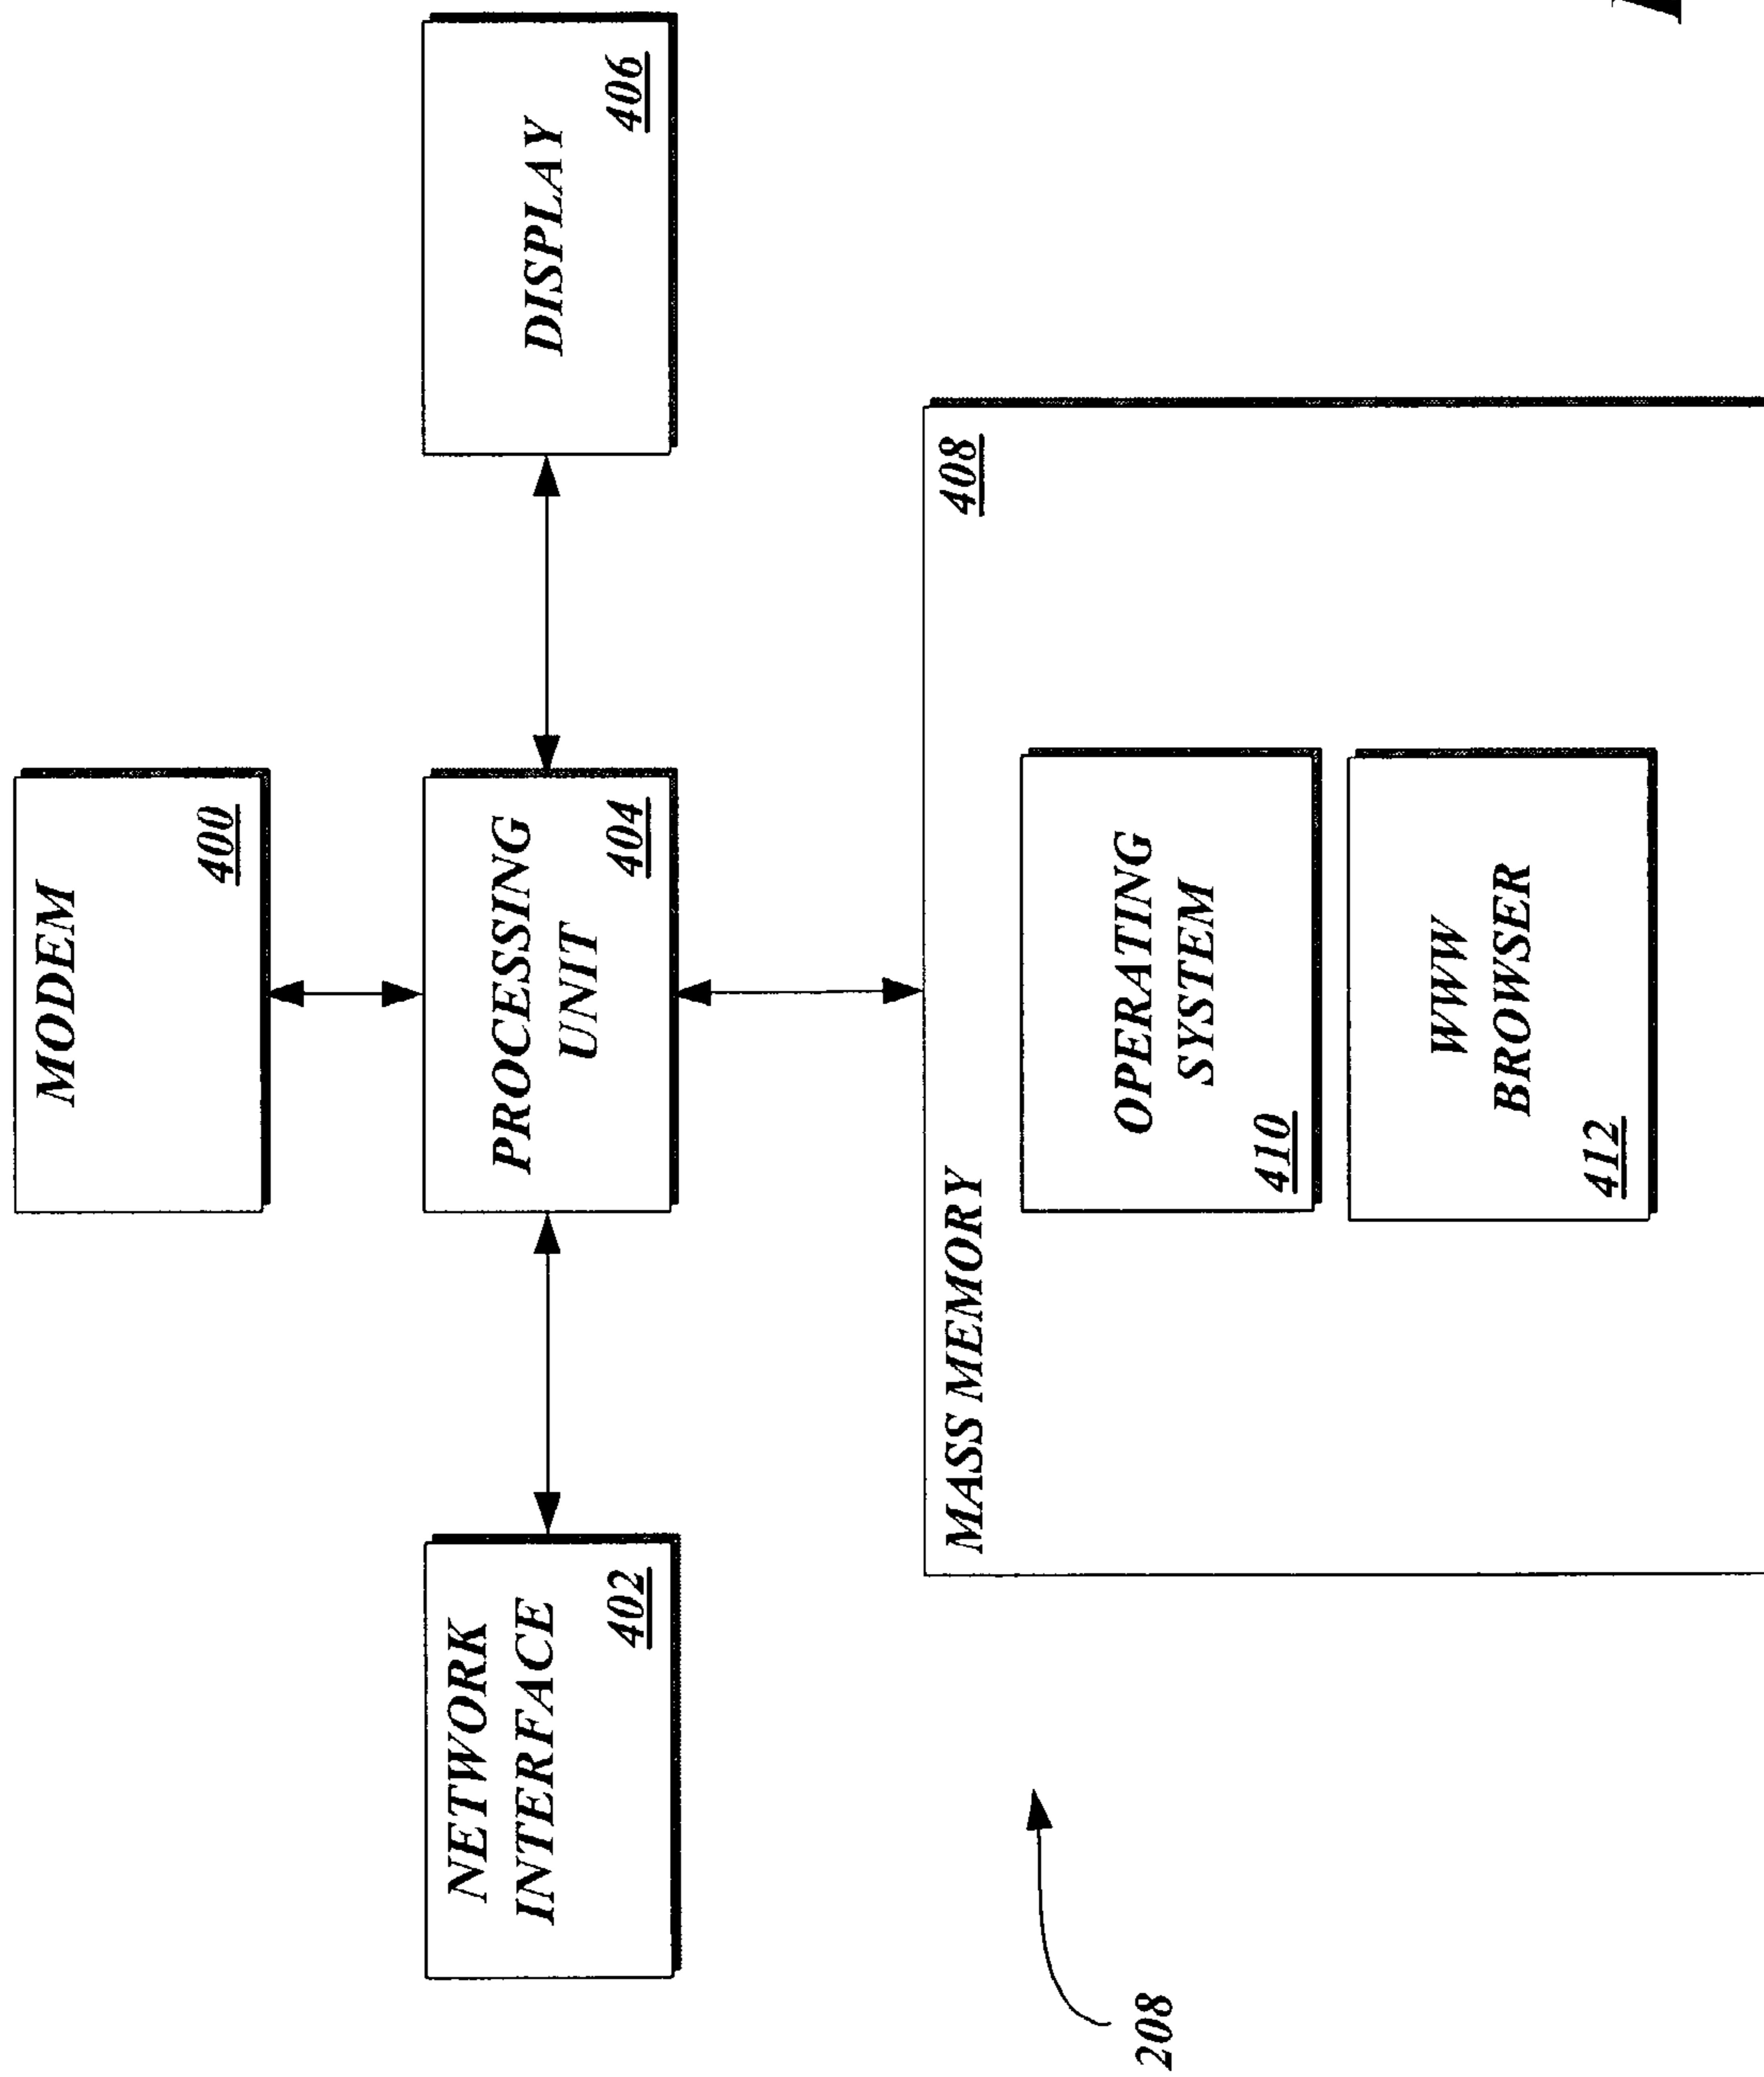 MODEM
400
NETWORK
INTERFACE
402
PROCESSING
UNIT
404
DISPLAY
406
MASS MEMORY
408
OPERATING
SYSTEM
410
WWW
BROWSER
412
208